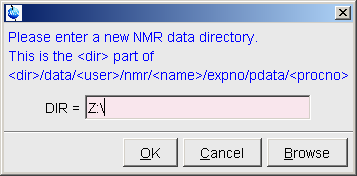 Please enter a new NMR data directory.
This is the <dir> part of
<dir>/data/<user>/nmr/<name>/expno/pdata/<procno>
DIR = Z:\
OK Cancel Browse